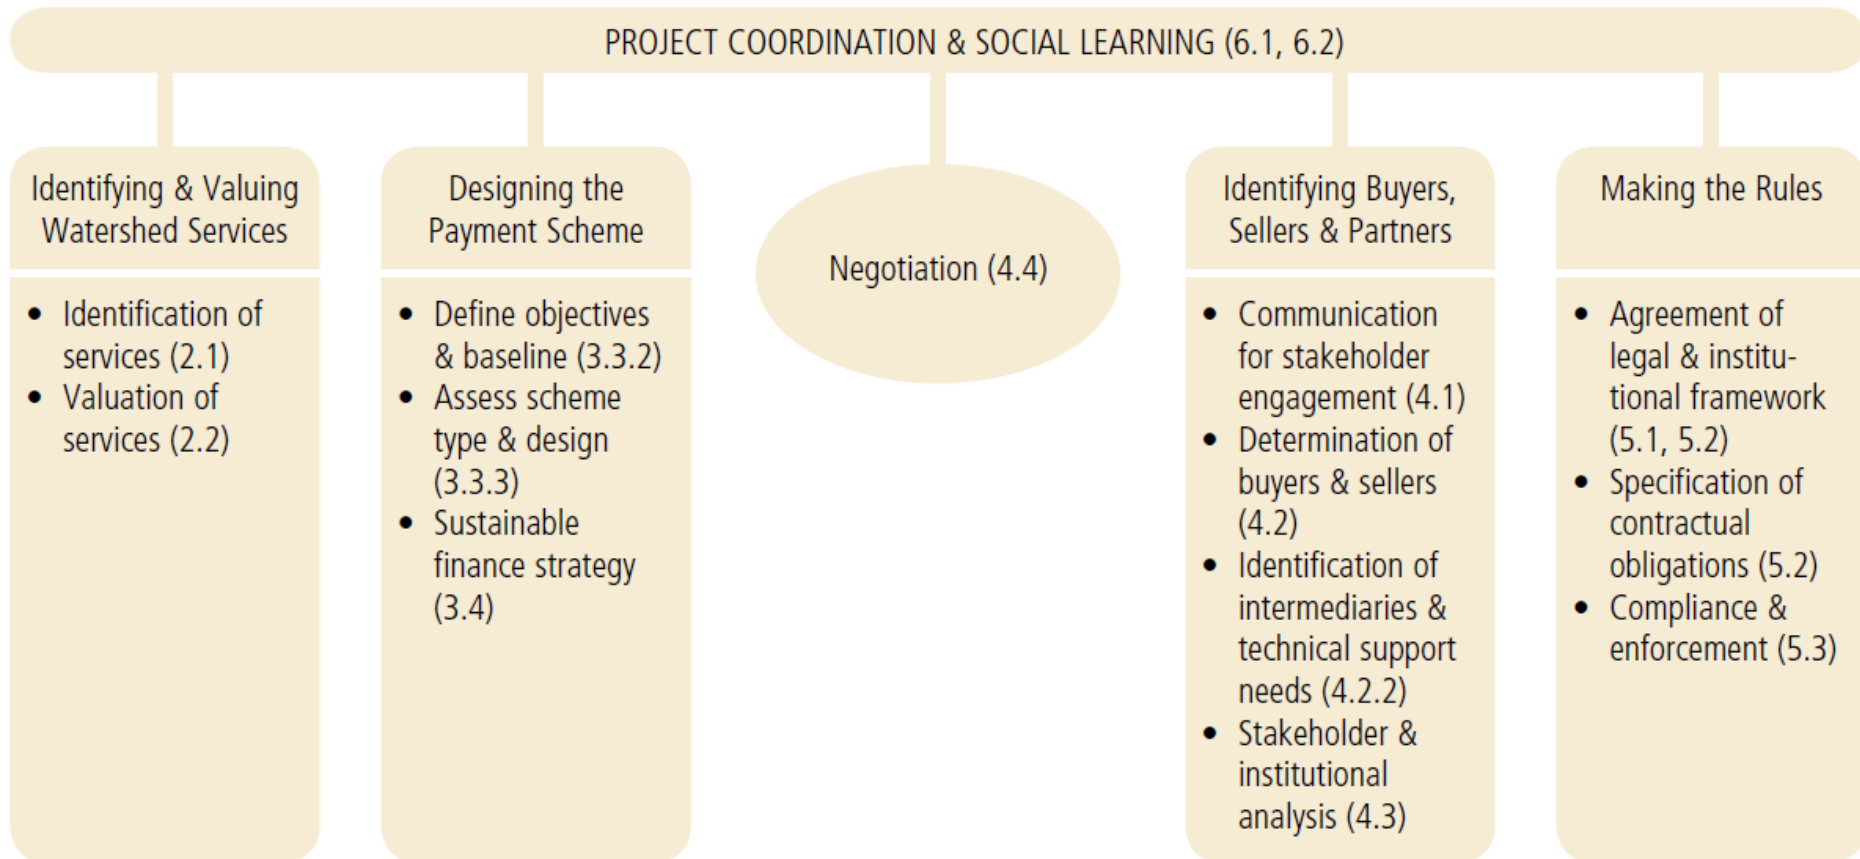 PROJECT COORDINATION & SOCIAL LEARNING (6.1, 6.2)
Identifying & Valuing
Watershed Services
• Identification of
services (2.1)
• Valuation of
services (2.2)
Designing the
Payment Scheme
• Define objectives
& baseline (3.3.2)
• Assess scheme
type & design
(3.3.3)
• Sustainable
finance strategy
(3.4)
Negotiation (4.4)
Identifying Buyers,
Sellers & Partners
• Communication
for stakeholder
engagement (4.1)
• Determination of
buyers & sellers
(4.2)
• Identification of
intermediaries &
technical support
needs (4.2.2)
• Stakeholder &
institutional
analysis (4.3)
Making the Rules
• Agreement of
legal & institu-
tional framework
(5.1, 5.2)
• Specification of
contractual
obligations (5.2)
• Compliance &
enforcement (5.3)